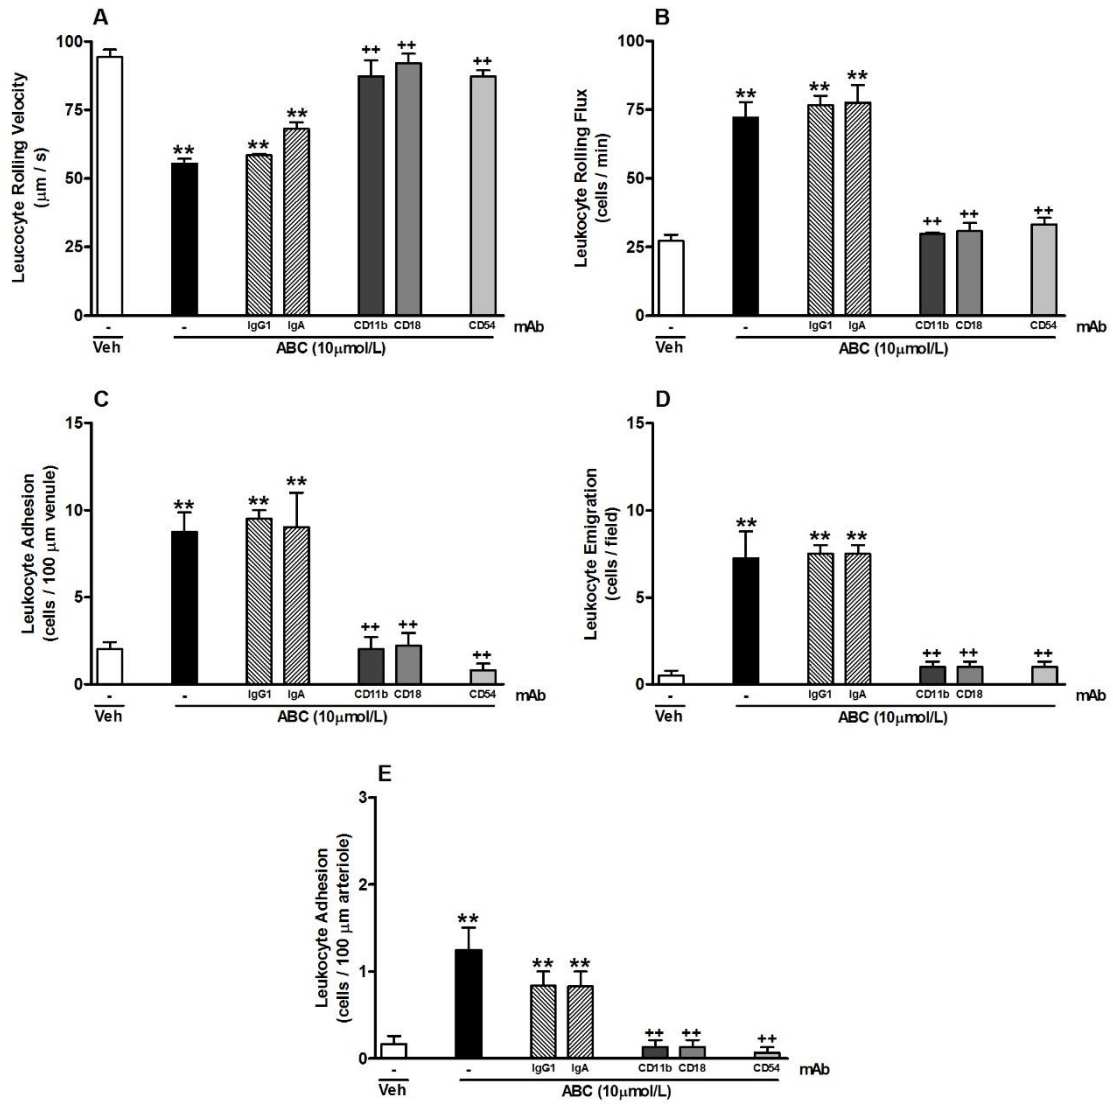 A
Leucocyte Rolling Velocity
(μm / s)
100
75
50
25
0
**
**
**
++
++
++
-
-
IgG1
IgA
CD11b
CD18
CD54
mAb
Veh
ABC (10μmol/L)
B
Leukocyte Rolling Flux
(cells / min)
100
75
50
25
0
**
**
**
++
++
++
-
-
IgG1
IgA
CD11b
CD18
CD54
mAb
Veh
ABC (10μmol/L)
C
Leukocyte Adhesion
(cells / 100 μm venule)
15
10
5
0
**
**
**
++
++
++
-
-
IgG1
IgA
CD11b
CD18
CD54
mAb
Veh
ABC (10μmol/L)
D
Leukocyte Emigration
(cells / field)
15
10
5
0
**
**
**
++
++
++
-
-
IgG1
IgA
CD11b
CD18
CD54
mAb
Veh
ABC (10μmol/L)
E
Leukocyte Adhesion
(cells / 100 μm arteriole)
3
2
1
0
**
**
**
++
++
++
-
-
IgG1
IgA
CD11b
CD18
CD54
mAb
Veh
ABC (10μmol/L)